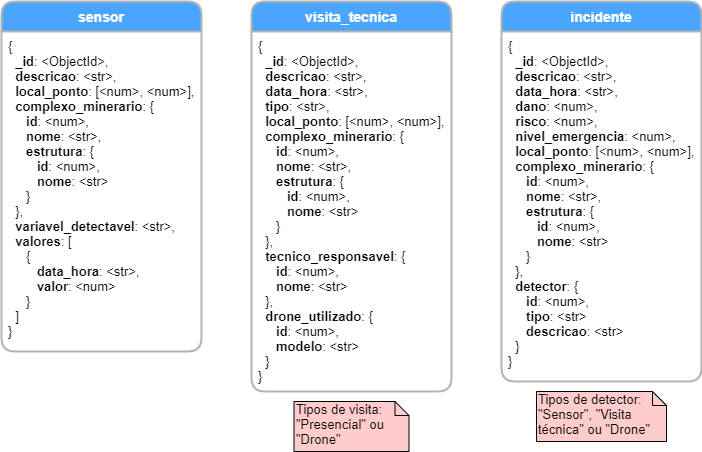 sensor
{
_id: <ObjectId>,
descricao: <str>,
local_ponto: [<num>, <num>],
complexo_minerario: {
id: <num>,
nome: <str>,
estrutura: {
id: <num>,
nome: <str>
}
},
variavel_detectavel: <str>,
valores: [
{
data_hora: <str>,
valor: <num>
}
]
}
visita_tecnica
{
_id: <ObjectId>,
descricao: <str>,
data_hora: <str>,
tipo: <str>,
local_ponto: [<num>, <num>],
complexo_minerario: {
id: <num>,
nome: <str>,
estrutura: {
id: <num>,
nome: <str>
}
},
tecnico_responsavel: {
id: <num>,
nome: <str>
},
drone_utilizado: {
id: <num>,
modelo: <str>
}
}
Tipos de visita:
"Presencial" ou
"Drone"
incidente
{
_id: <ObjectId>,
descricao: <str>,
data_hora: <str>,
dano: <num>,
risco: <num>,
nivel_emergencia: <num>,
local_ponto: [<num>, <num>],
complexo_minerario: {
id: <num>,
nome: <str>,
estrutura: {
id: <num>,
nome: <str>
}
},
detector: {
id: <num>,
tipo: <str>
descricao: <str>
}
}
Tipos de detector:
"Sensor", "Visita
técnica" ou "Drone"